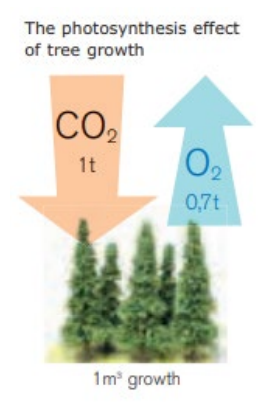 The photosynthesis effect
of tree growth
CO₂
1t
O₂
0,7t
1m³ growth